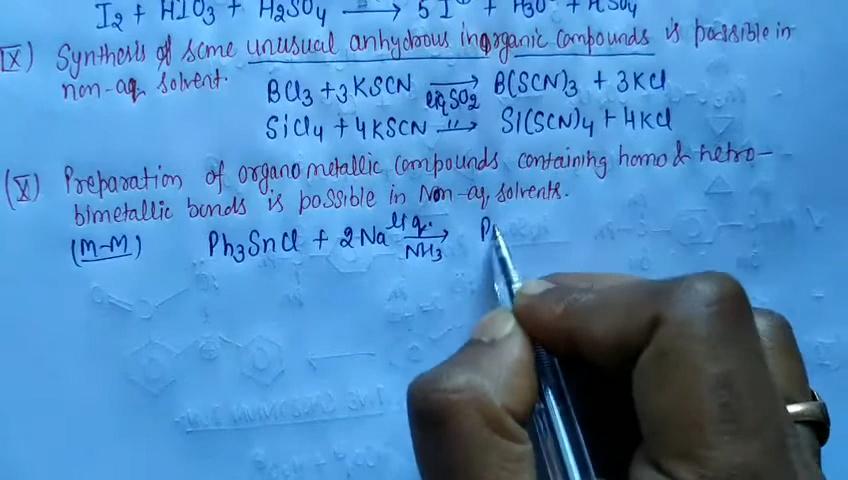 I2 + HIO3 + H2SO4 → 5I+ + H3O+ + HSO4
(IX) Synthesis of some unusual anhydrous inorganic compounds is possible in
non-aq. solvent.
BCl3 + 3KSCN → B(SCN)3 + 3KCl
liq SO2
SiCl4 + 4KSCN → Si(SCN)4 + 4KCl
"
(X) Preparation of organometallic compounds containing homo & hetro-
bimetallic bonds is possible in Non-aq. solvents.
(M-M) Ph3SnCl + 2Na liq. → P
NH3